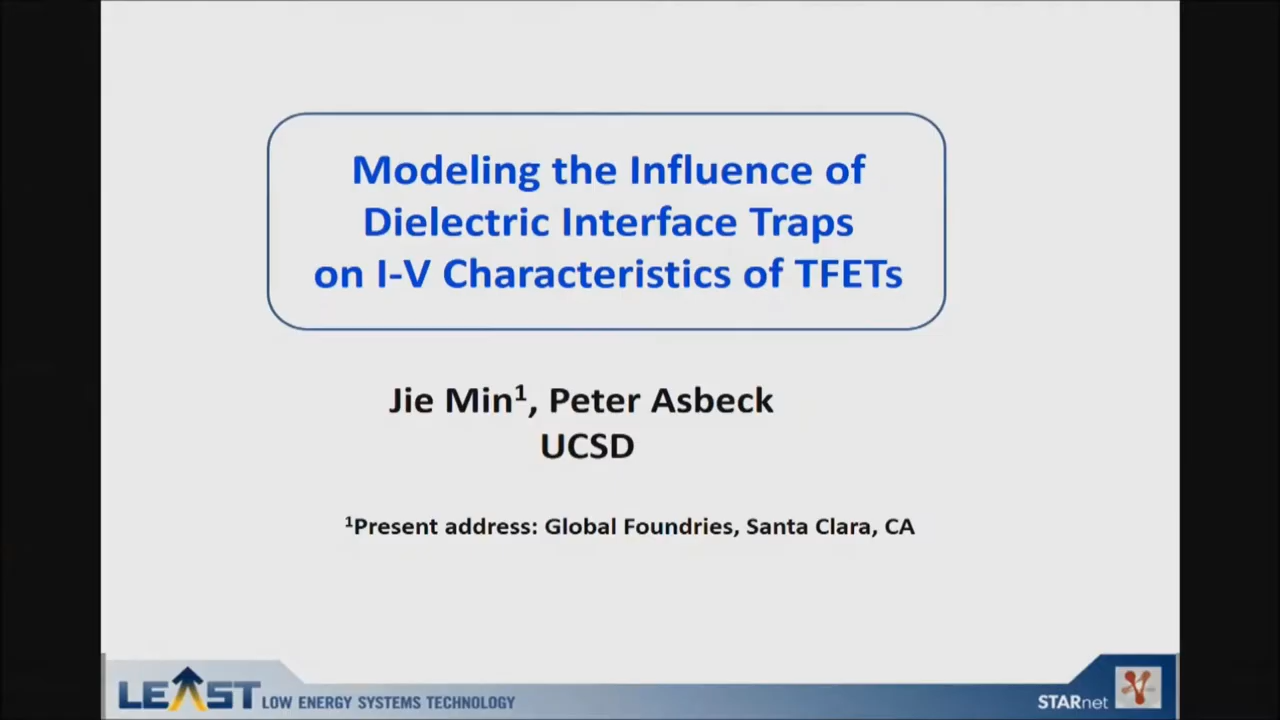 Modeling the Influence of
Dielectric Interface Traps
on I-V Characteristics of TFETs
Jie Min¹, Peter Asbeck
UCSD
¹Present address: Global Foundries, Santa Clara, CA
LEAST LOW ENERGY SYSTEMS TECHNOLOGY
STARnet